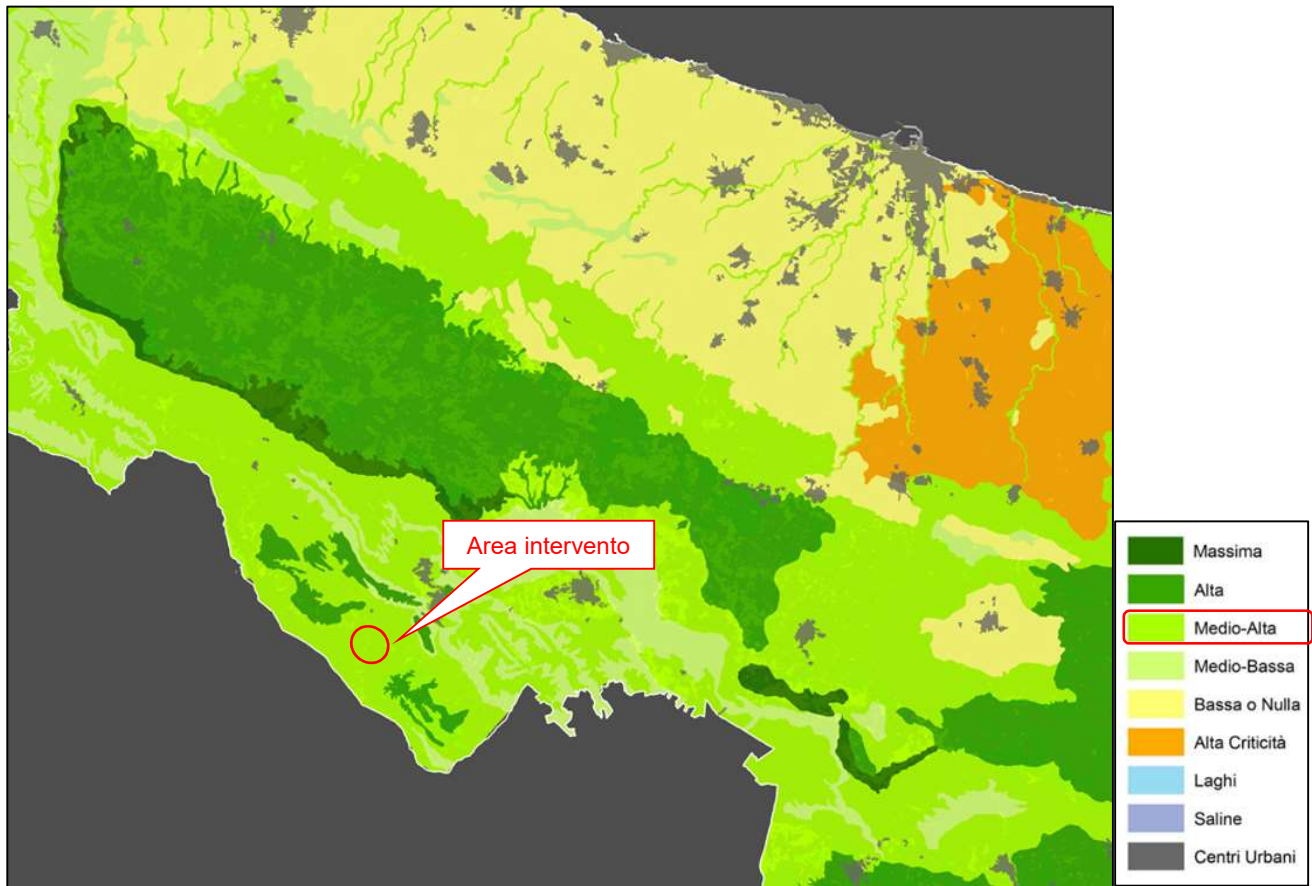 Area intervento
Massima
Alta
Medio-Alta
Medio-Bassa
Bassa o Nulla
Alta Criticità
Laghi
Saline
Centri Urbani